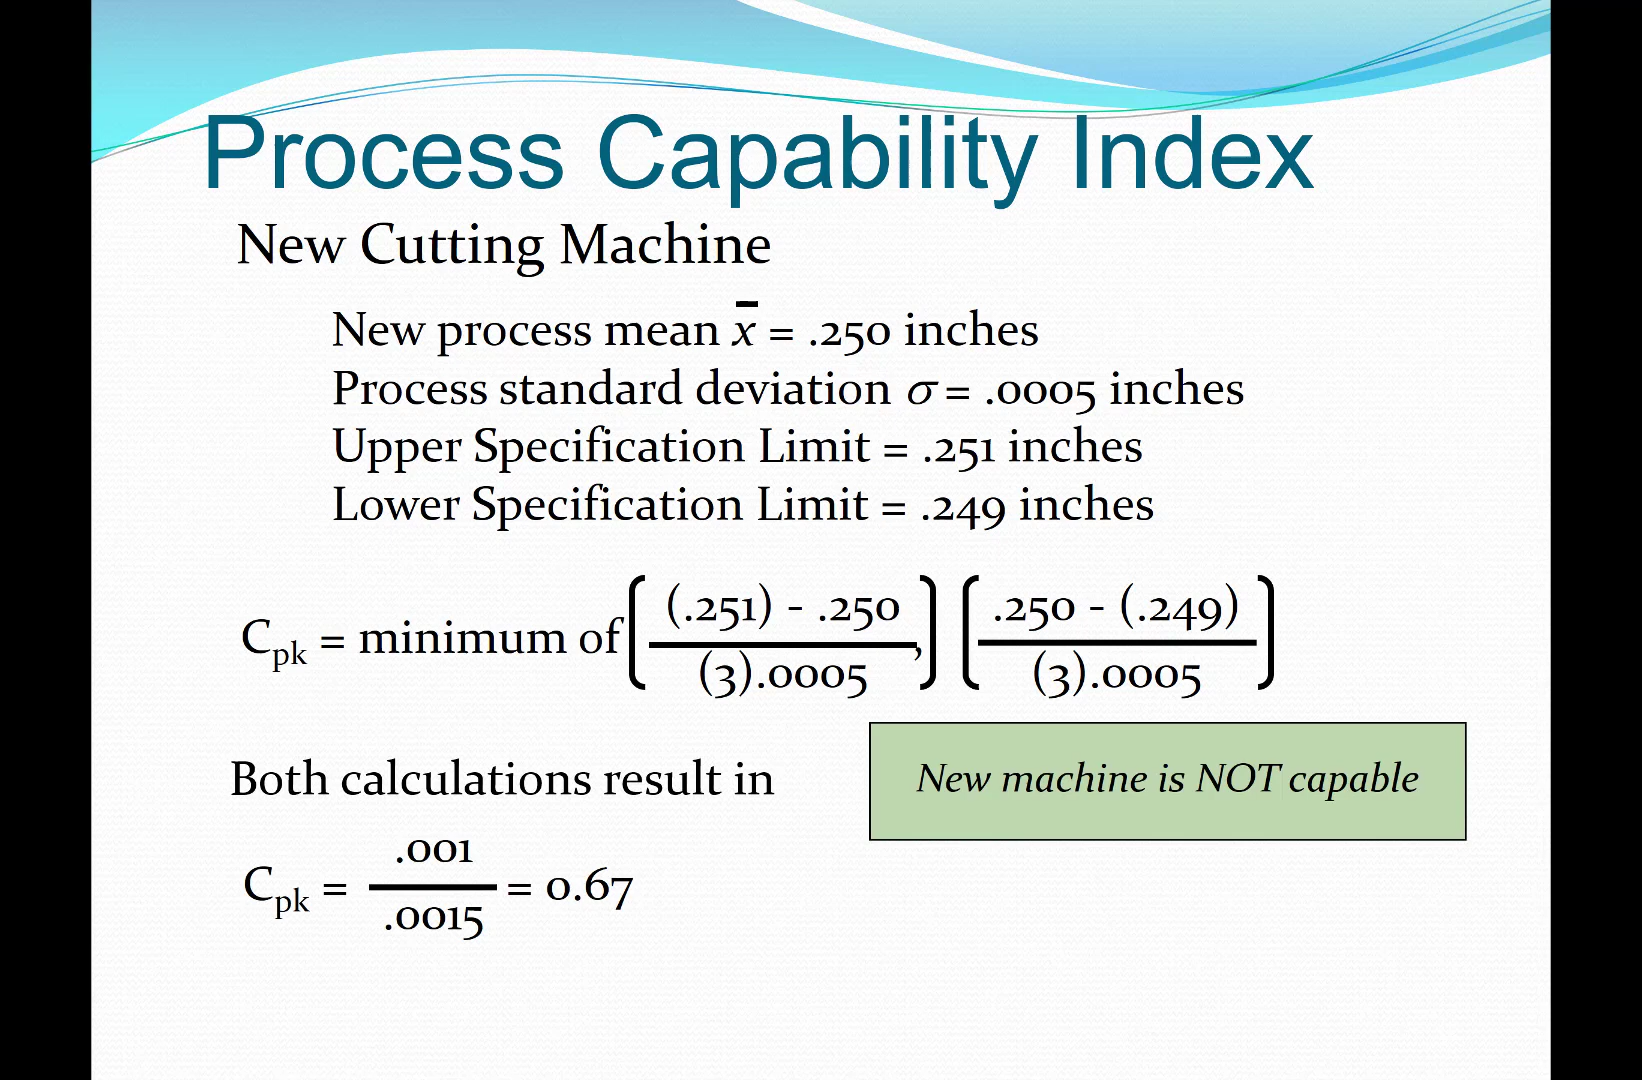 Process Capability Index
New Cutting Machine
New process mean x̄ = .250 inches
Process standard deviation σ = .0005 inches
Upper Specification Limit = .251 inches
Lower Specification Limit = .249 inches
(.251) - .250 .250 - (.249)
Cpk = minimum of ,
(3).0005 (3).0005
Both calculations result in
New machine is NOT capable
.001
Cpk = = 0.67
.0015